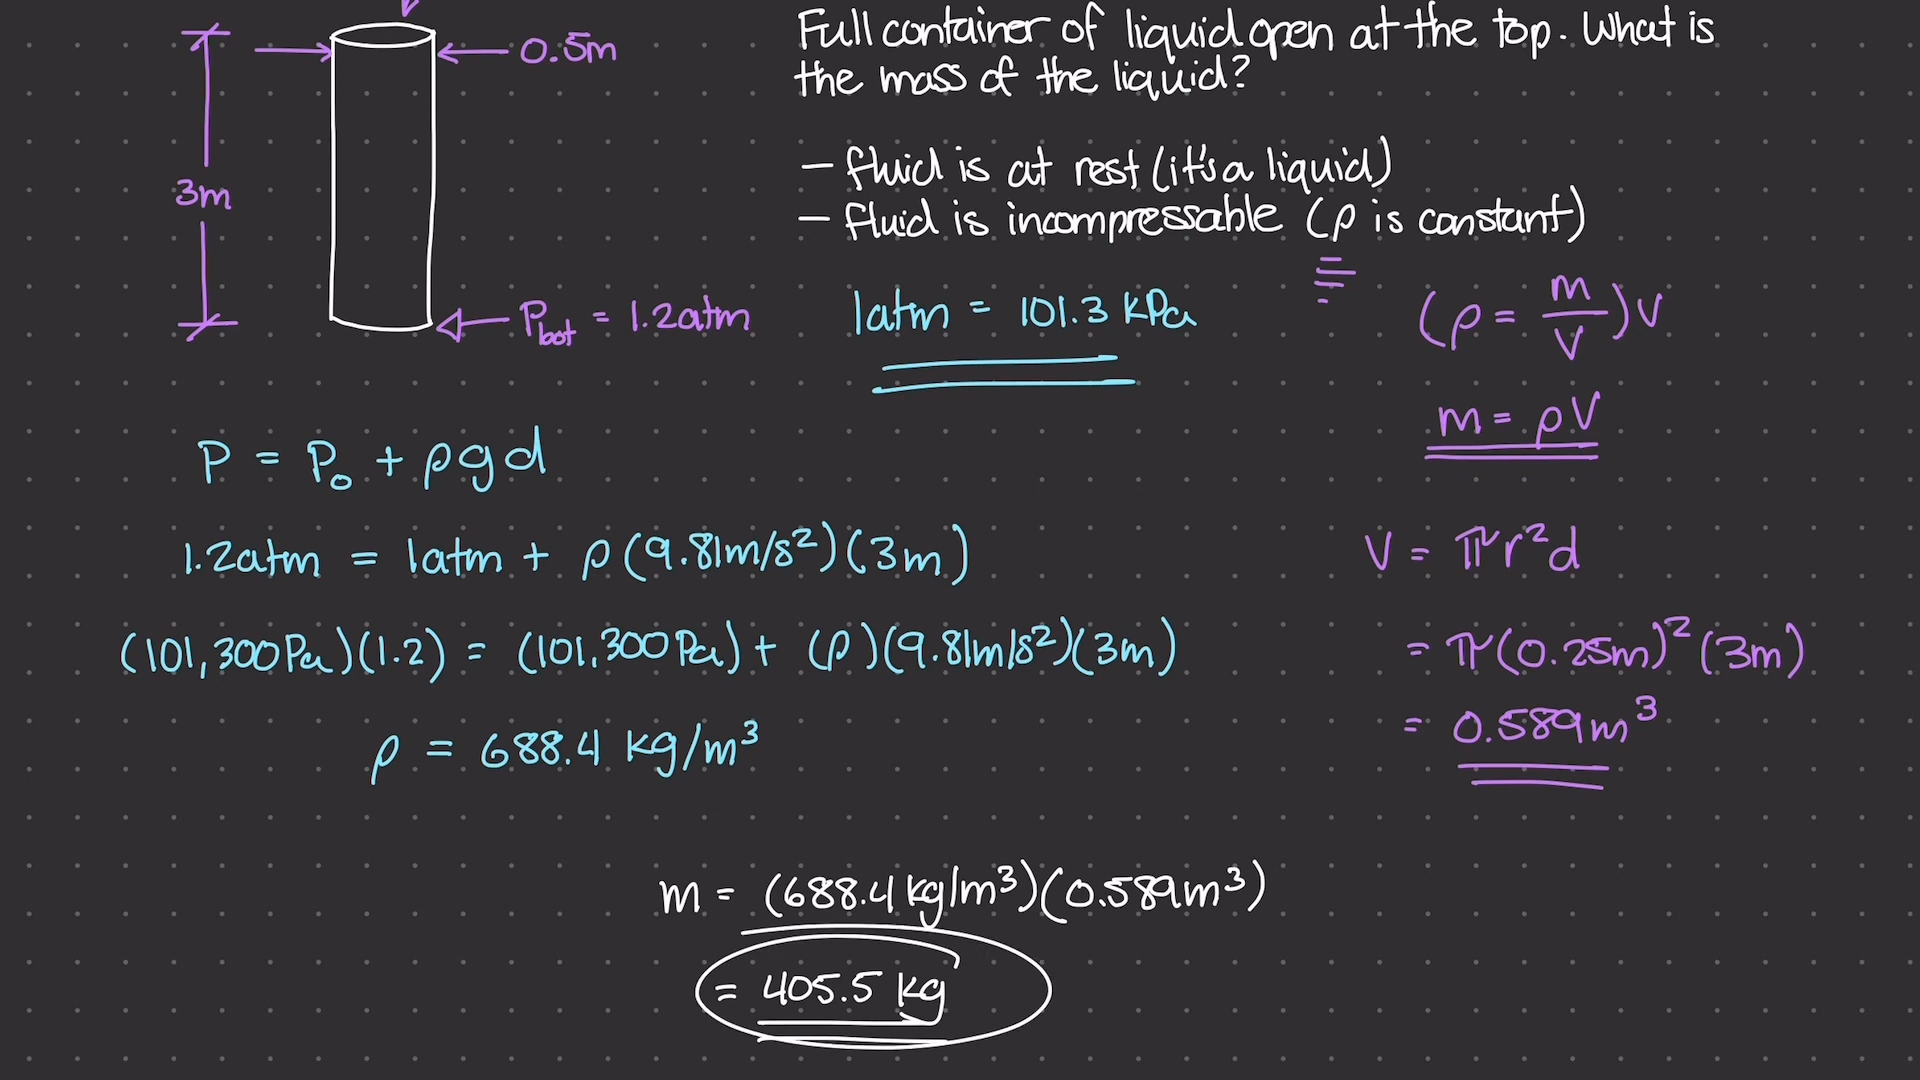 Full container of liquid open at the top. What is
the mass of the liquid?
0.5m
3m
P_bot = 1.2atm
– fluid is at rest (it's a liquid)
– fluid is incompressable (ρ is constant)
1atm = 101.3 kPa
(ρ = m/V)V
m = ρV
P = P₀ + ρgd
1.2atm = 1atm + ρ(9.81m/s²)(3m)
(101,300Pa)(1.2) = (101,300Pa) + (ρ)(9.81m/s²)(3m)
ρ = 688.4 kg/m³
V = πr²d
= π(0.25m)²(3m)
= 0.589m³
m = (688.4kg/m³)(0.589m³)
= 405.5 kg